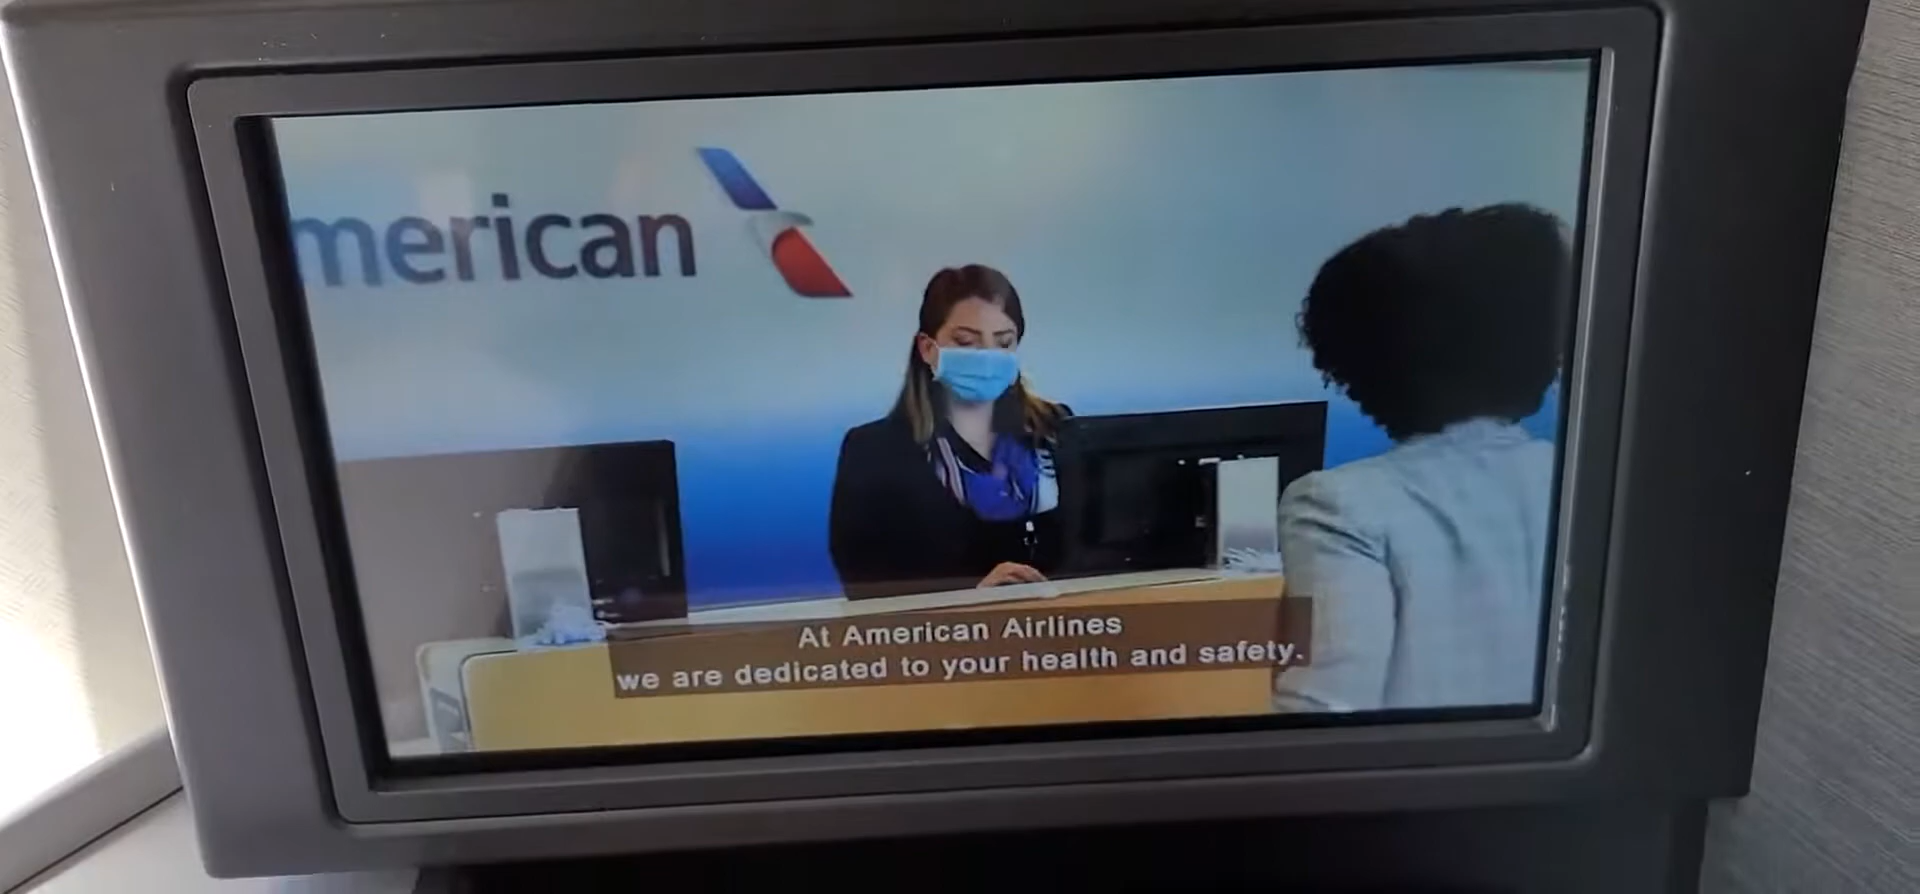 merican
At American Airlines
we are dedicated to your health and safety.